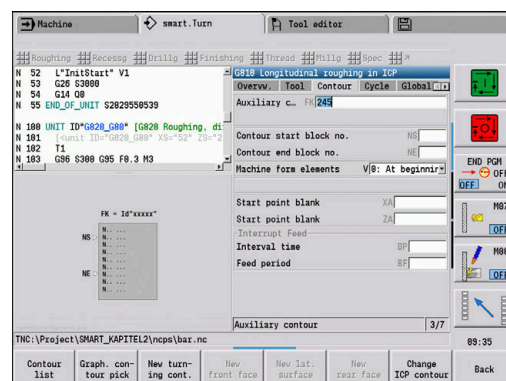 Machine
smart.Turn
Tool editor
Roughing Recessg Drillg Finishing Thread Millg Spec
N 52 L"InitStart" V1
N 53 G26 S3000
N 54 G14 Q0
N 55 END_OF_UNIT S2829550539
N 100 UNIT ID"G820_G80" [G820 Roughing, di
N 101 [<unit ID="G820_G80" XS="52" ZS="2
N 102 T1
N 103 G96 S300 G95 F0.3 M3
G810 Longitudinal roughing in ICP
Overvw. Tool Contour Cycle Global
Auxiliary c… FK 245
Contour start block no. NS
Contour end block no. NE
Machine form elements V 0: At beginnir
Start point blank XA
Start point blank ZA
Interrupt Feed
Interval time BP
Feed period BF
Auxiliary contour 3/7
FK = Id"xxxxx"
NS
NE
N.. ...
N.. ...
N.. ...
N.. ...
N.. ...
N.. ...
N.. ...
N.. ...
END PGM
OFF
OFF ON
M07
OFF
M08
OFF
TNC:\Project\SMART_KAPITEL2\ncps\bar.nc
09:35
Contour list
Graph. con-
tour pick
New turn-
ing cont.
New
front face
New lat.
surface
New
rear face
Change
ICP contour
Back